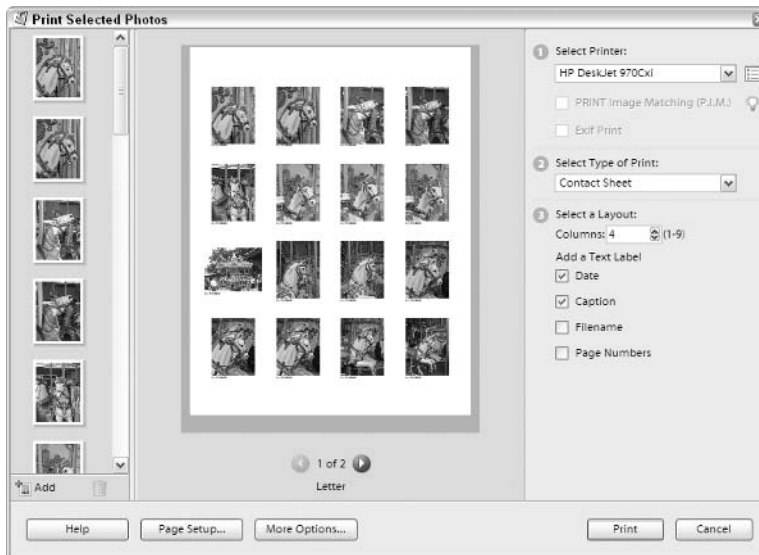 Print Selected Photos
1 Select Printer:
HP DeskJet 970Cxi
PRINT Image Matching (P.I.M.)
Exif Print
2 Select Type of Print:
Contact Sheet
3 Select a Layout:
Columns: 4 (1-9)
Add a Text Label
Date
Caption
Filename
Page Numbers
1 of 2
Letter
Add
Help
Page Setup...
More Options...
Print
Cancel